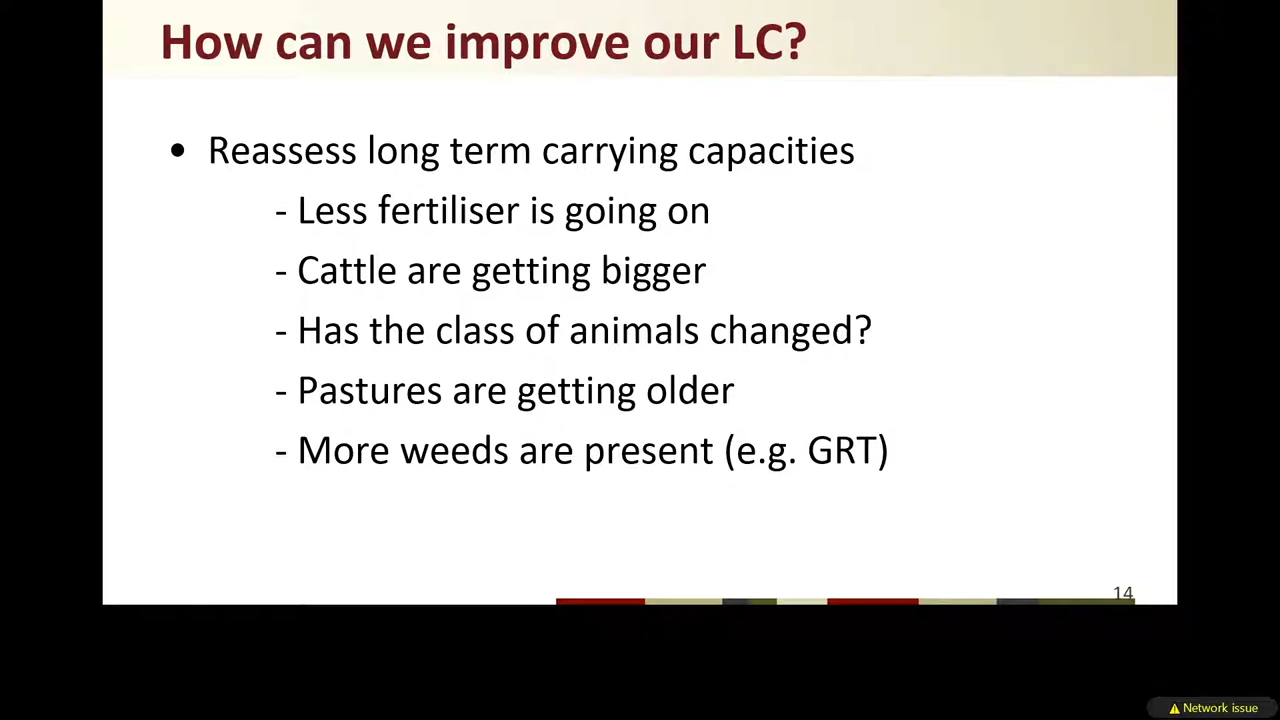 How can we improve our LC?
• Reassess long term carrying capacities
- Less fertiliser is going on
- Cattle are getting bigger
- Has the class of animals changed?
- Pastures are getting older
- More weeds are present (e.g. GRT)
14
Network issue